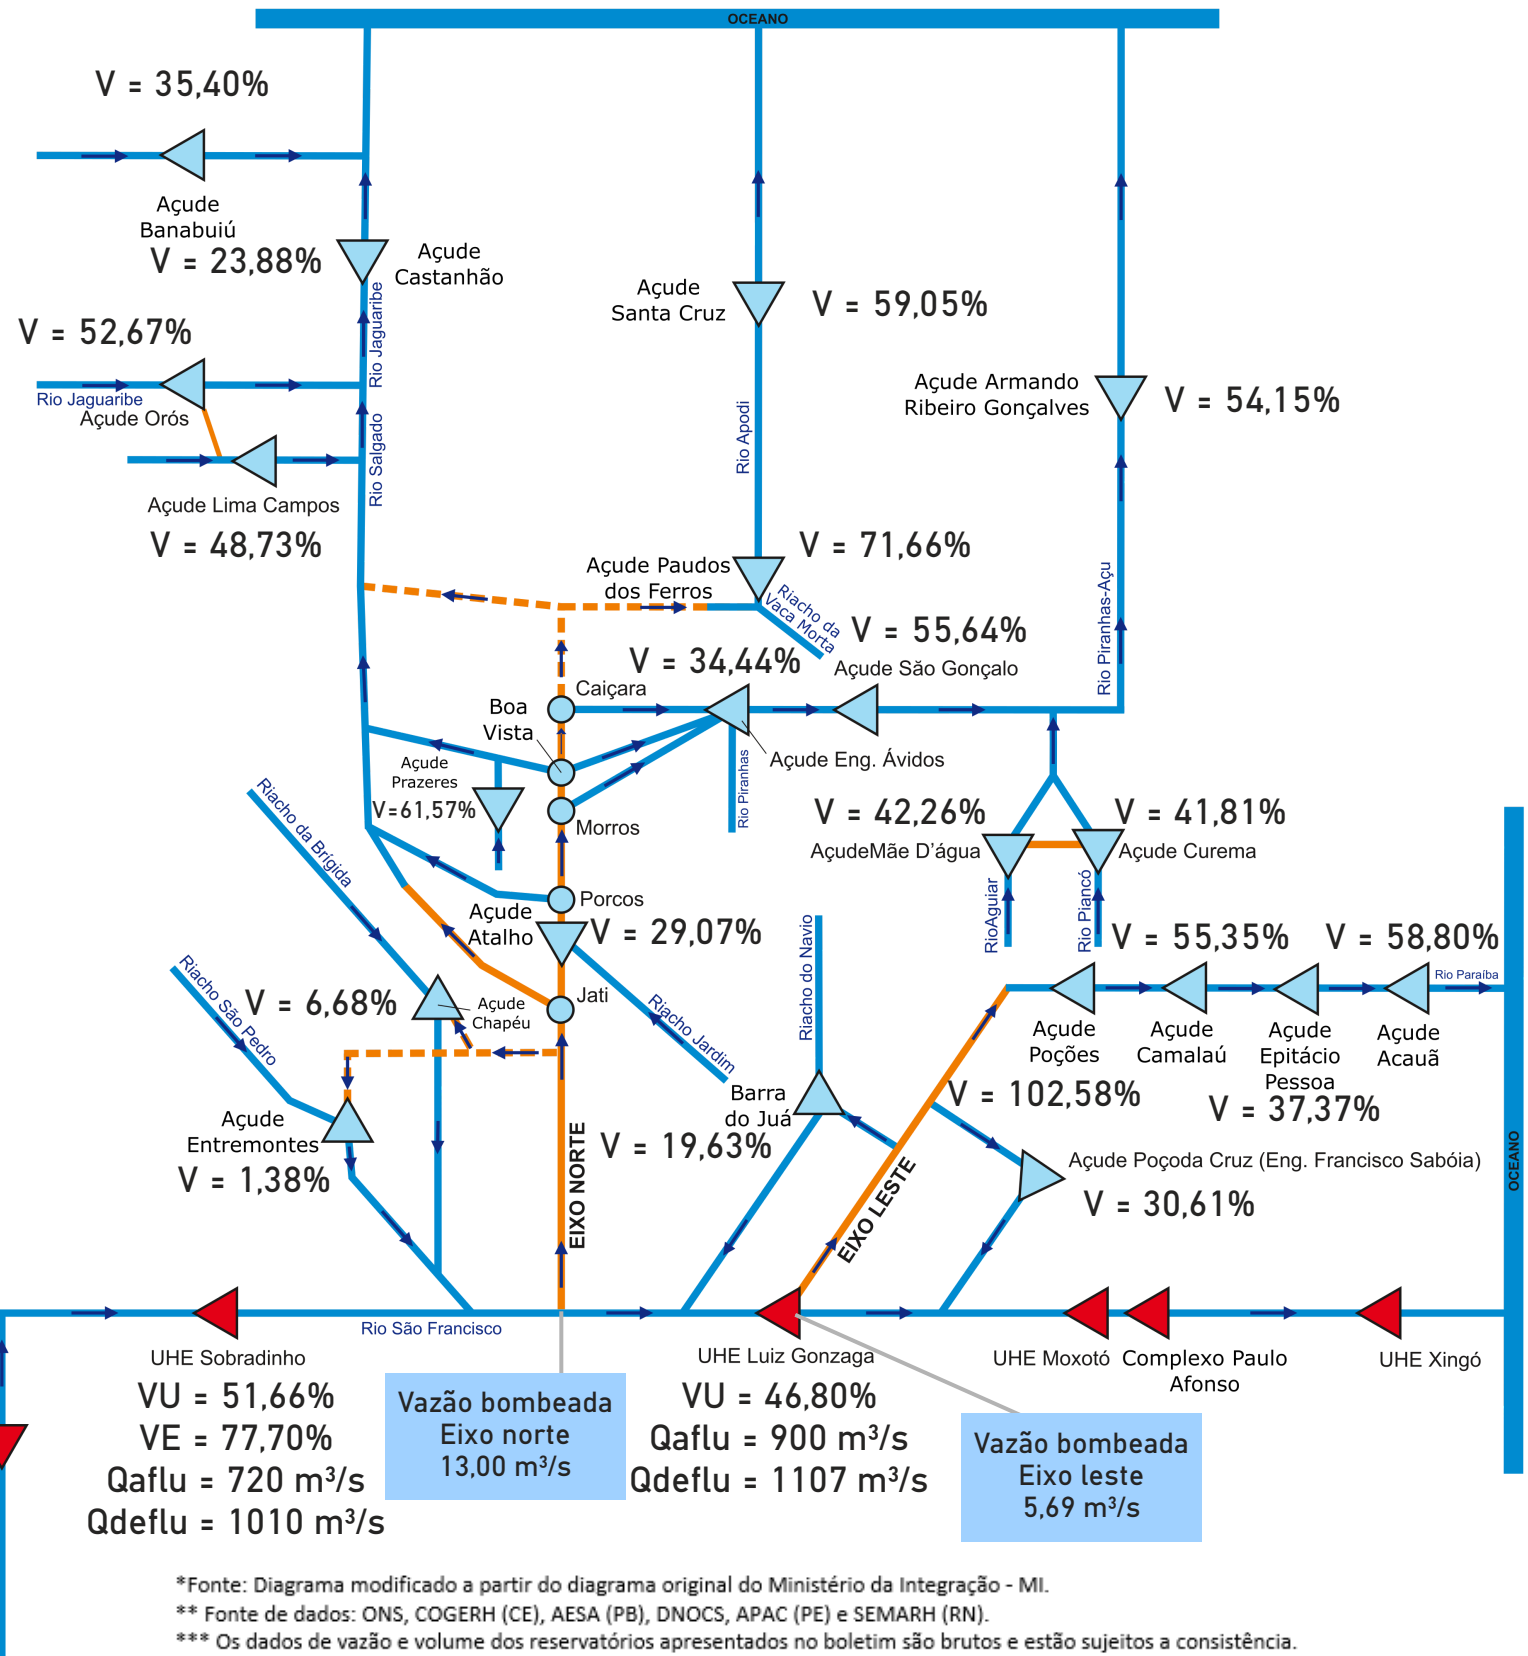 OCEANO
V = 35,40%
Açude
Banabuiú
V = 23,88%
Açude
Castanhão
Rio Jaguaribe
V = 52,67%
Rio Jaguaribe
Açude Orós
Rio Salgado
Açude Lima Campos
V = 48,73%
Açude
Santa Cruz
V = 59,05%
Rio Apodi
Açude Armando
Ribeiro Gonçalves
V = 54,15%
Açude Paudos
dos Ferros
V = 71,66%
Riacho da
Vaca Morta
V = 55,64%
Açude São Gonçalo
Rio Piranhas-Açu
V = 34,44%
Caiçara
Boa
Vista
Açude Eng. Ávidos
Rio Piranhas
Açude
Prazeres
V=61,57%
Morros
Riacho da Brígida
V = 42,26%
AçudeMãe D'água
V = 41,81%
Açude Curema
RioAguiar
Rio Piancó
Porcos
Açude
Atalho
V = 29,07%
Riacho São Pedro
V = 6,68%
Açude
Chapéu
Jati
Riacho Jardim
Riacho do Navio
V = 55,35%
V = 58,80%
Rio Paraíba
Açude
Poções
Açude
Camalaú
Açude
Epitácio
Pessoa
Açude
Acauã
V = 102,58%
V = 37,37%
Barra
do Juá
V = 19,63%
Açude
Entremontes
V = 1,38%
EIXO NORTE
EIXO LESTE
Açude Poçoda Cruz (Eng. Francisco Sabóia)
V = 30,61%
OCEANO
Rio São Francisco
UHE Sobradinho
VU = 51,66%
VE = 77,70%
Qaflu = 720 m³/s
Qdeflu = 1010 m³/s
Vazão bombeada
Eixo norte
13,00 m³/s
UHE Luiz Gonzaga
VU = 46,80%
Qaflu = 900 m³/s
Qdeflu = 1107 m³/s
Vazão bombeada
Eixo leste
5,69 m³/s
UHE Moxotó
Complexo Paulo
Afonso
UHE Xingó
*Fonte: Diagrama modificado a partir do diagrama original do Ministério da Integração - MI.
** Fonte de dados: ONS, COGERH (CE), AESA (PB), DNOCS, APAC (PE) e SEMARH (RN).
*** Os dados de vazão e volume dos reservatórios apresentados no boletim são brutos e estão sujeitos a consistência.